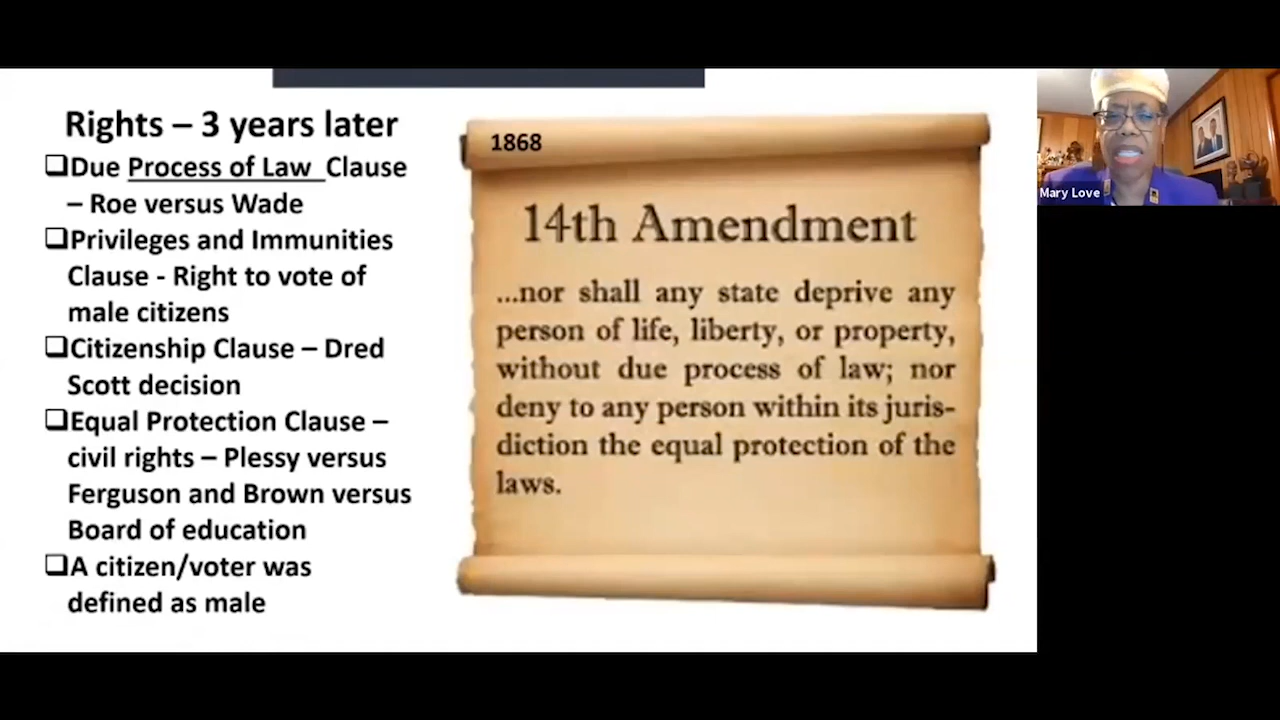 Rights – 3 years later
❑Due Process of Law Clause
– Roe versus Wade
❑Privileges and Immunities
Clause - Right to vote of
male citizens
❑Citizenship Clause – Dred
Scott decision
❑Equal Protection Clause –
civil rights – Plessy versus
Ferguson and Brown versus
Board of education
❑A citizen/voter was
defined as male
1868
14th Amendment
...nor shall any state deprive any
person of life, liberty, or property,
without due process of law; nor
deny to any person within its juris-
diction the equal protection of the
laws.
Mary Love